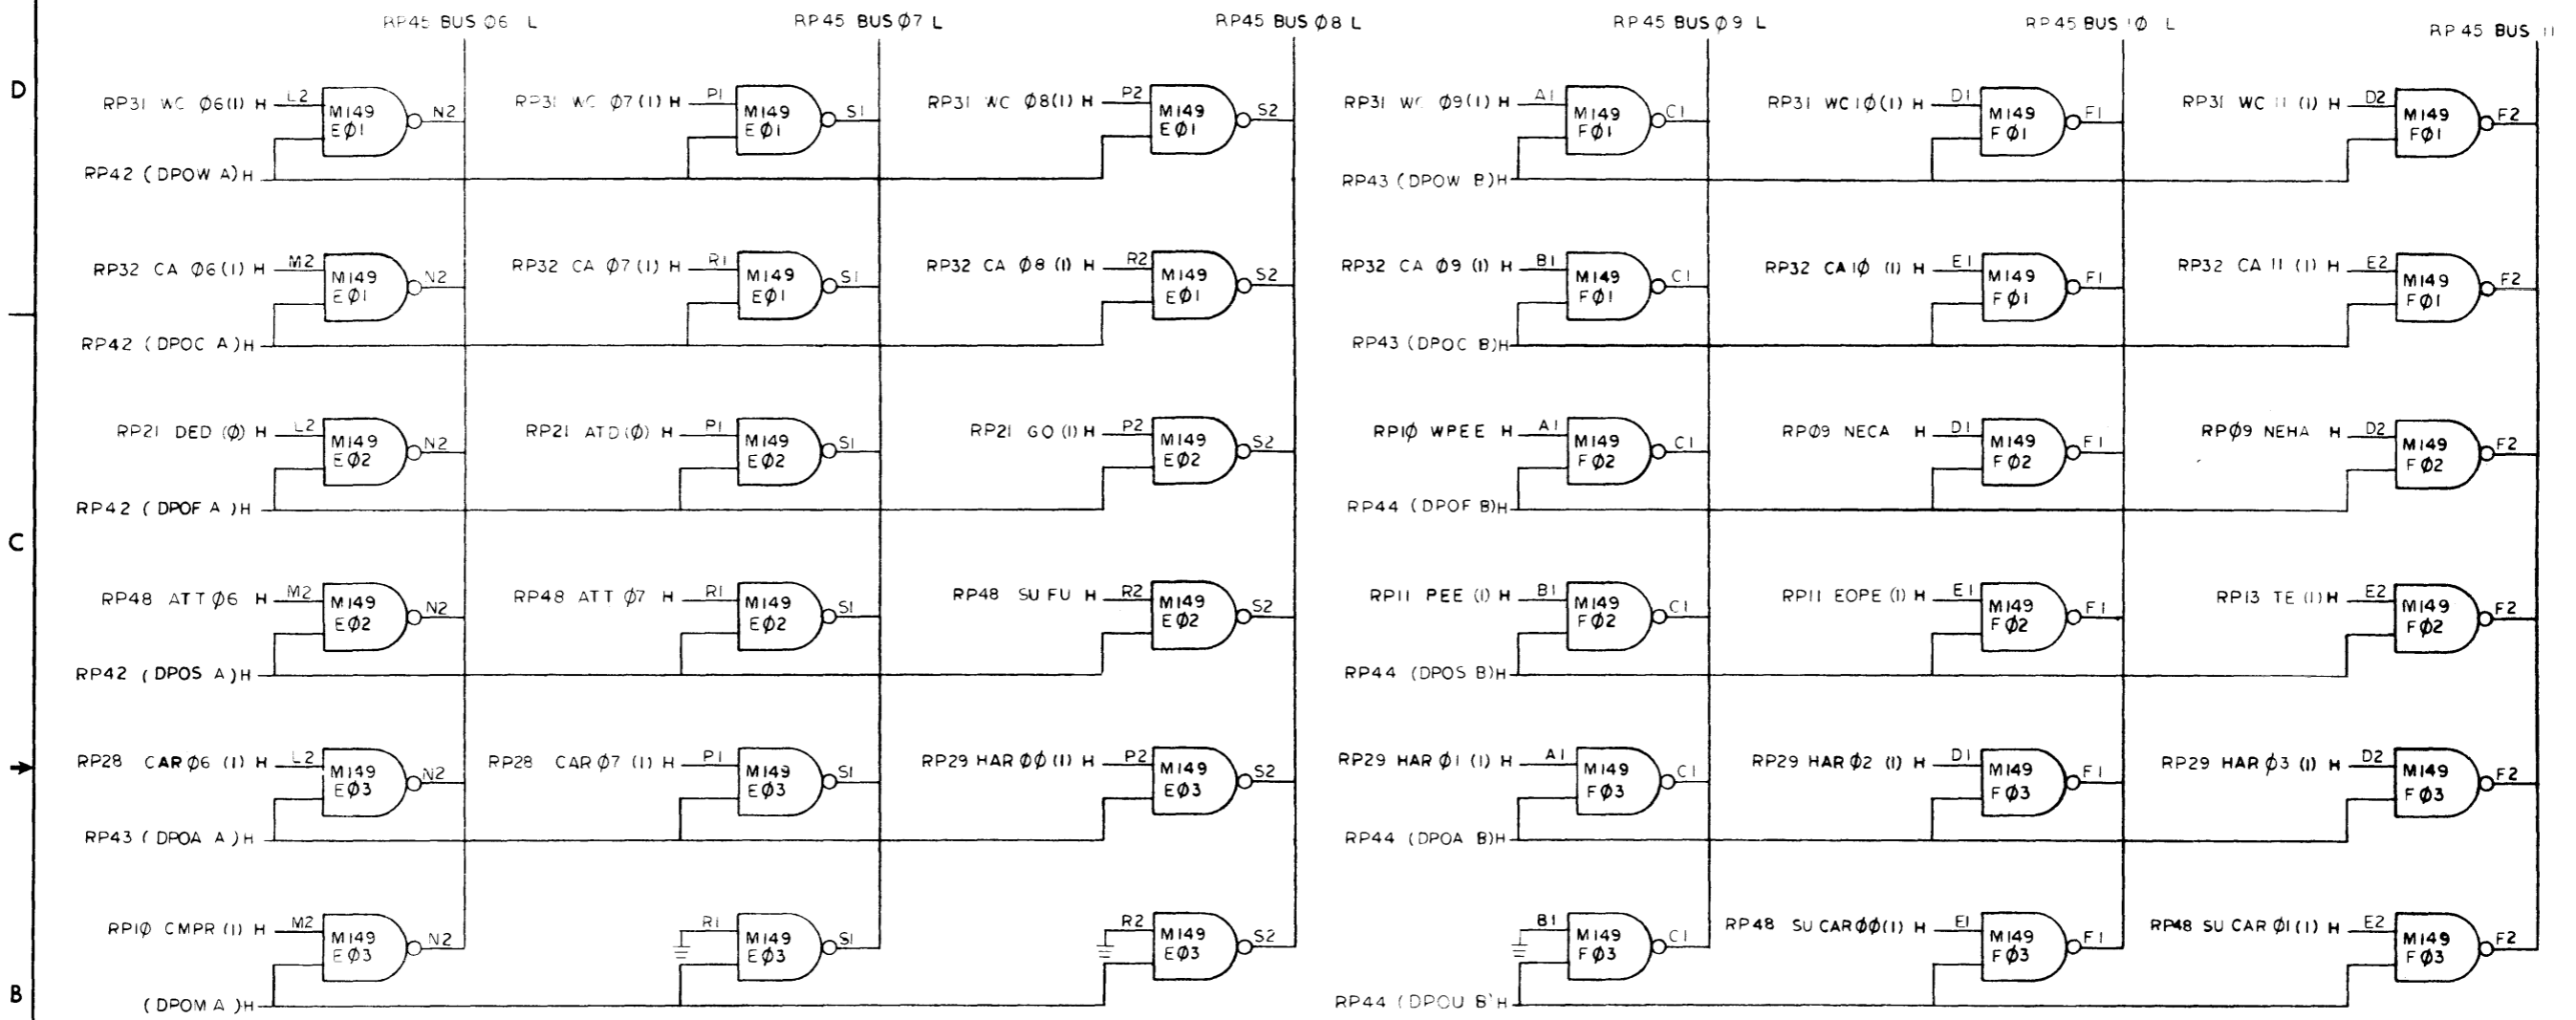 RP45 BUS Ø6 L RP45 BUS Ø7 L RP45 BUS Ø8 L RP45 BUS Ø9 L RP45 BUS 1Ø L RP45 BUS 11
D
RP31 WC Ø6(1) H L2 M149 EØ1 N2 RP31 WC Ø7(1) H P1 M149 EØ1 S1 RP31 WC Ø8(1) H P2 M149 EØ1 S2 RP31 WC Ø9(1) H A1 M149 FØ1 C1 RP31 WC 1Ø(1) H D1 M149 FØ1 F1 RP31 WC 11 (1) H D2 M149 FØ1 F2
RP42 (DPOW A)H RP43 (DPOW B)H
RP32 CA Ø6(1) H M2 M149 EØ1 N2 RP32 CA Ø7(1) H R1 M149 EØ1 S1 RP32 CA Ø8 (1) H R2 M149 EØ1 S2 RP32 CA Ø9 (1) H B1 M149 FØ1 C1 RP32 CA 1Ø (1) H E1 M149 FØ1 F1 RP32 CA 11 (1) H E2 M149 FØ1 F2
RP42 (DPOC A)H RP43 (DPOC B)H
RP21 DED (Ø) H L2 M149 EØ2 N2 RP21 ATD(Ø) H P1 M149 EØ2 S1 RP21 GO (1) H P2 M149 EØ2 S2 RP1Ø WPEE H A1 M149 FØ2 C1 RPØ9 NECA H D1 M149 FØ2 F1 RPØ9 NEHA H D2 M149 FØ2 F2
RP42 (DPOF A)H RP44 (DPOF B)H
C
RP48 ATT Ø6 H M2 M149 EØ2 N2 RP48 ATT Ø7 H R1 M149 EØ2 S1 RP48 SU FU H R2 M149 EØ2 S2 RP11 PEE (1) H B1 M149 FØ2 C1 RP11 EOPE (1) H E1 M149 FØ2 F1 RP13 TE (1) H E2 M149 FØ2 F2
RP42 (DPOS A)H RP44 (DPOS B)H
RP28 CAR Ø6 (1) H L2 M149 EØ3 N2 RP28 CAR Ø7 (1) H P1 M149 EØ3 S1 RP29 HAR ØØ (1) H P2 M149 EØ3 S2 RP29 HAR Ø1 (1) H A1 M149 FØ3 C1 RP29 HAR Ø2 (1) H D1 M149 FØ3 F1 RP29 HAR Ø3 (1) H D2 M149 FØ3 F2
RP43 (DPOA A)H RP44 (DPOA B)H
RP1Ø CMPR (1) H M2 M149 EØ3 N2 R1 M149 EØ3 S1 R2 M149 EØ3 S2 B1 M149 FØ3 C1 RP48 SU CAR ØØ(1) H E1 M149 FØ3 F1 RP48 SU CAR Ø1(1) H E2 M149 FØ3 F2
B
(DPOM A)H RP44 (DPOU B)H